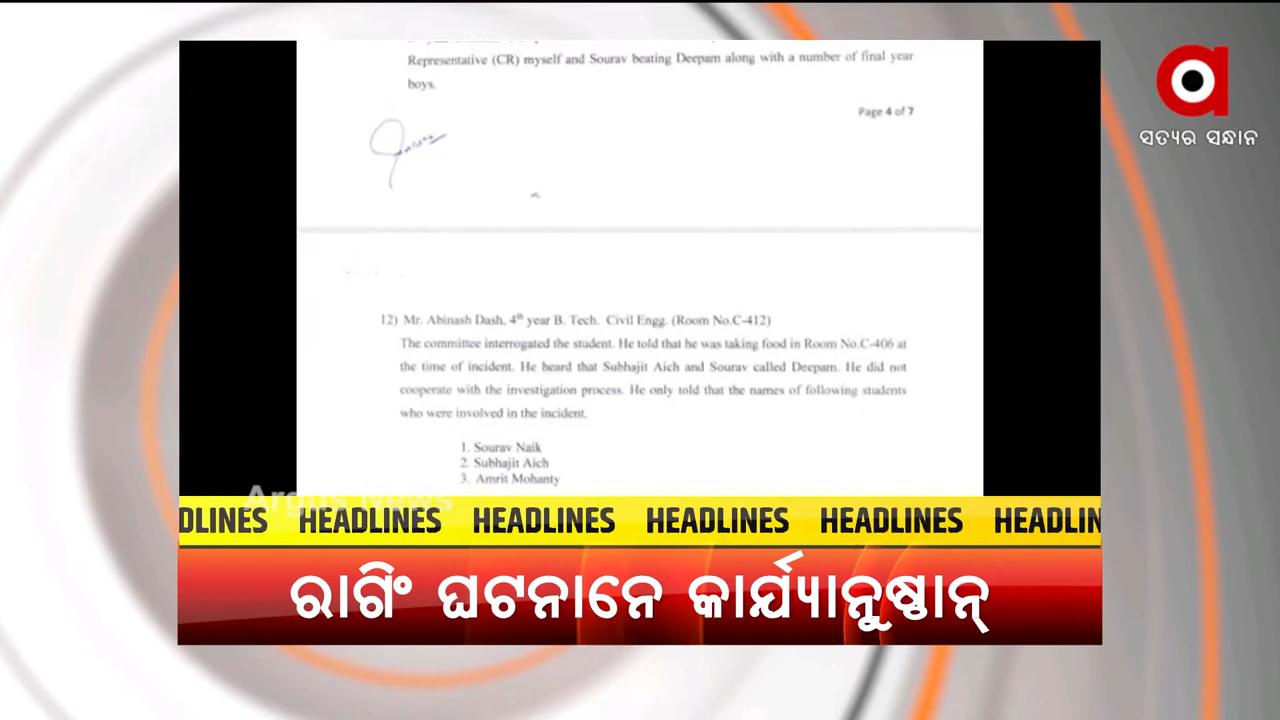 Representative (CR) myself and Sourav beating Deepam along with a number of final year
boys.
Page 4 of 7
ସତ୍ୟର ସନ୍ଧାନ
12) Mr. Abinash Dash, 4th year B. Tech. Civil Engg. (Room No.C-412)
The committee interrogated the student. He told that he was taking food in Room No.C-406 at
the time of incident. He heard that Subhajit Aich and Sourav called Deepam. He did not
cooperate with the investigation process. He only told that the names of following students
who were involved in the incident.
1. Sourav Naik
2. Subhajit Aich
3. Amrit Mohanty
Argus News
DLINES HEADLINES HEADLINES HEADLINES HEADLINES HEADLIN
ରାଗିଂ ଘଟନାନେ କାର୍ଯ୍ୟାନୁଷ୍ଠାନ୍